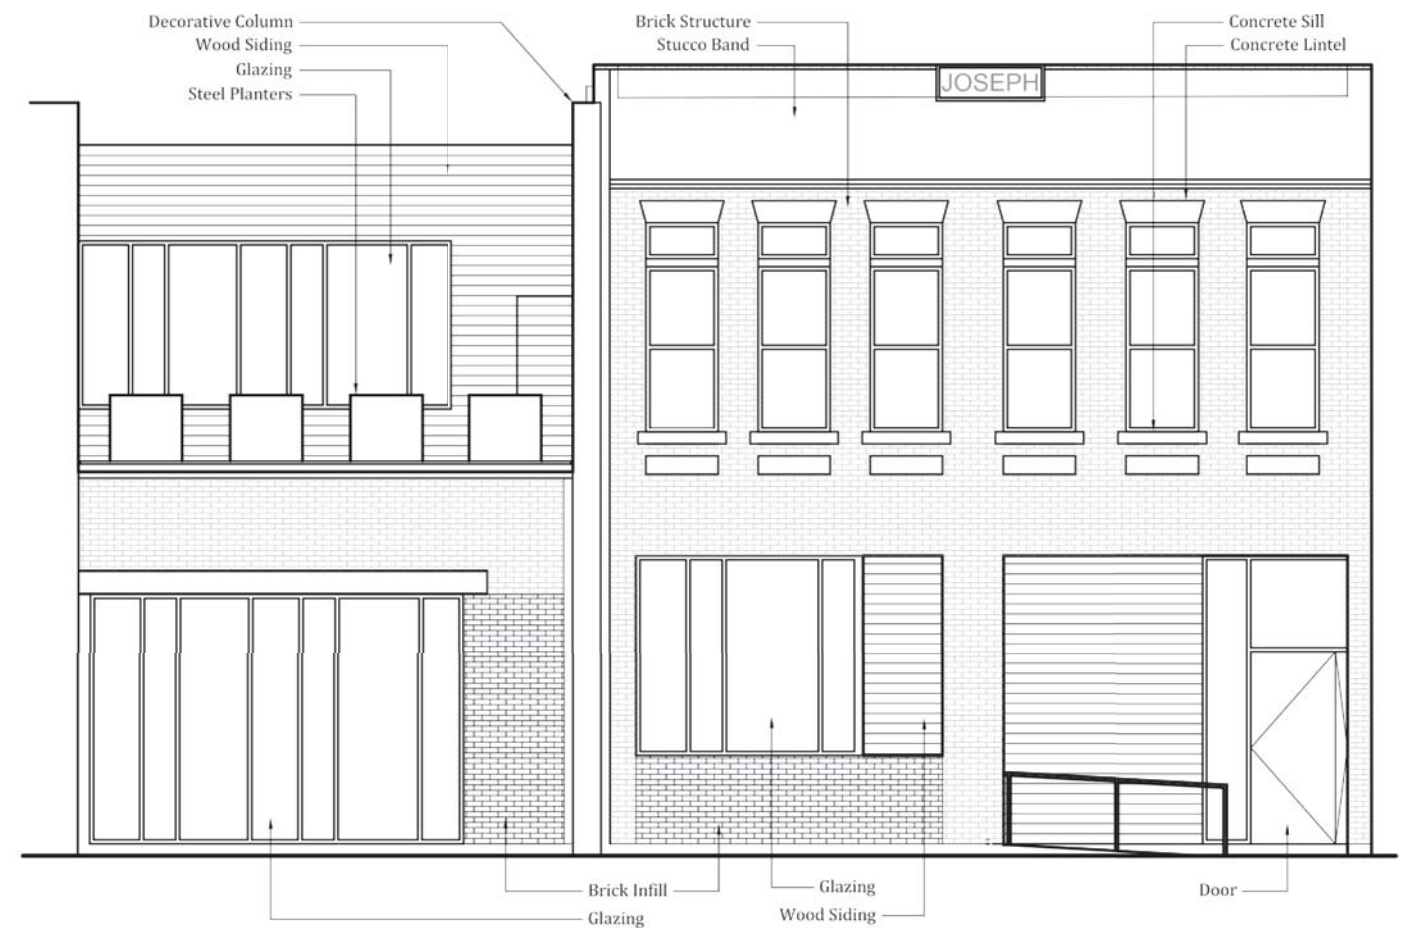 Decorative Column
Wood Siding
Glazing
Steel Planters
Brick Structure
Stucco Band
Concrete Sill
Concrete Lintel
JOSEPH
Brick Infill
Glazing
Glazing
Wood Siding
Door